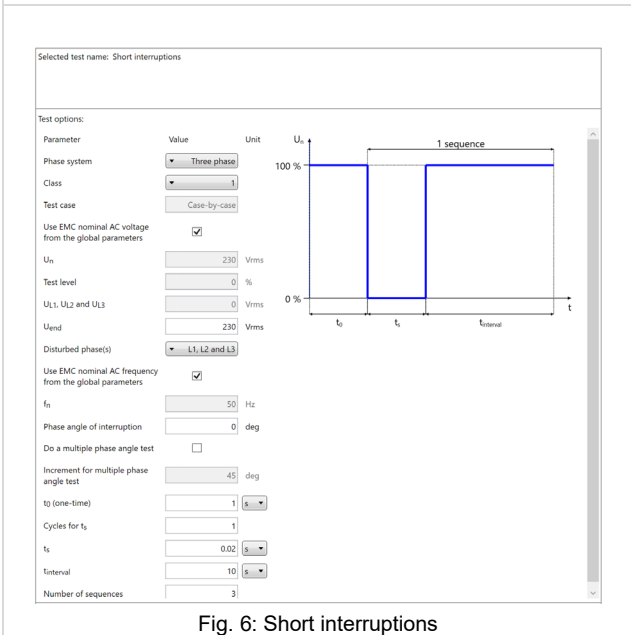 Selected test name: Short interruptions
Test options:
Parameter Value Unit
Phase system Three phase
Class 1
Test case Case-by-case
Use EMC nominal AC voltage
from the global parameters
Un 230 Vrms
Test level 0 %
UL1, UL2 and UL3 0 Vrms
Uend 230 Vrms
Disturbed phase(s) L1, L2 and L3
Use EMC nominal AC frequency
from the global parameters
fn 50 Hz
Phase angle of interruption 0 deg
Do a multiple phase angle test
Increment for multiple phase
angle test 45 deg
t0 (one-time) 1 s
Cycles for ts 1
ts 0.02 s
tinterval 10 s
Number of sequences 3
Un
1 sequence
100 %
0 %
t
t0 ts tinterval
Fig. 6: Short interruptions